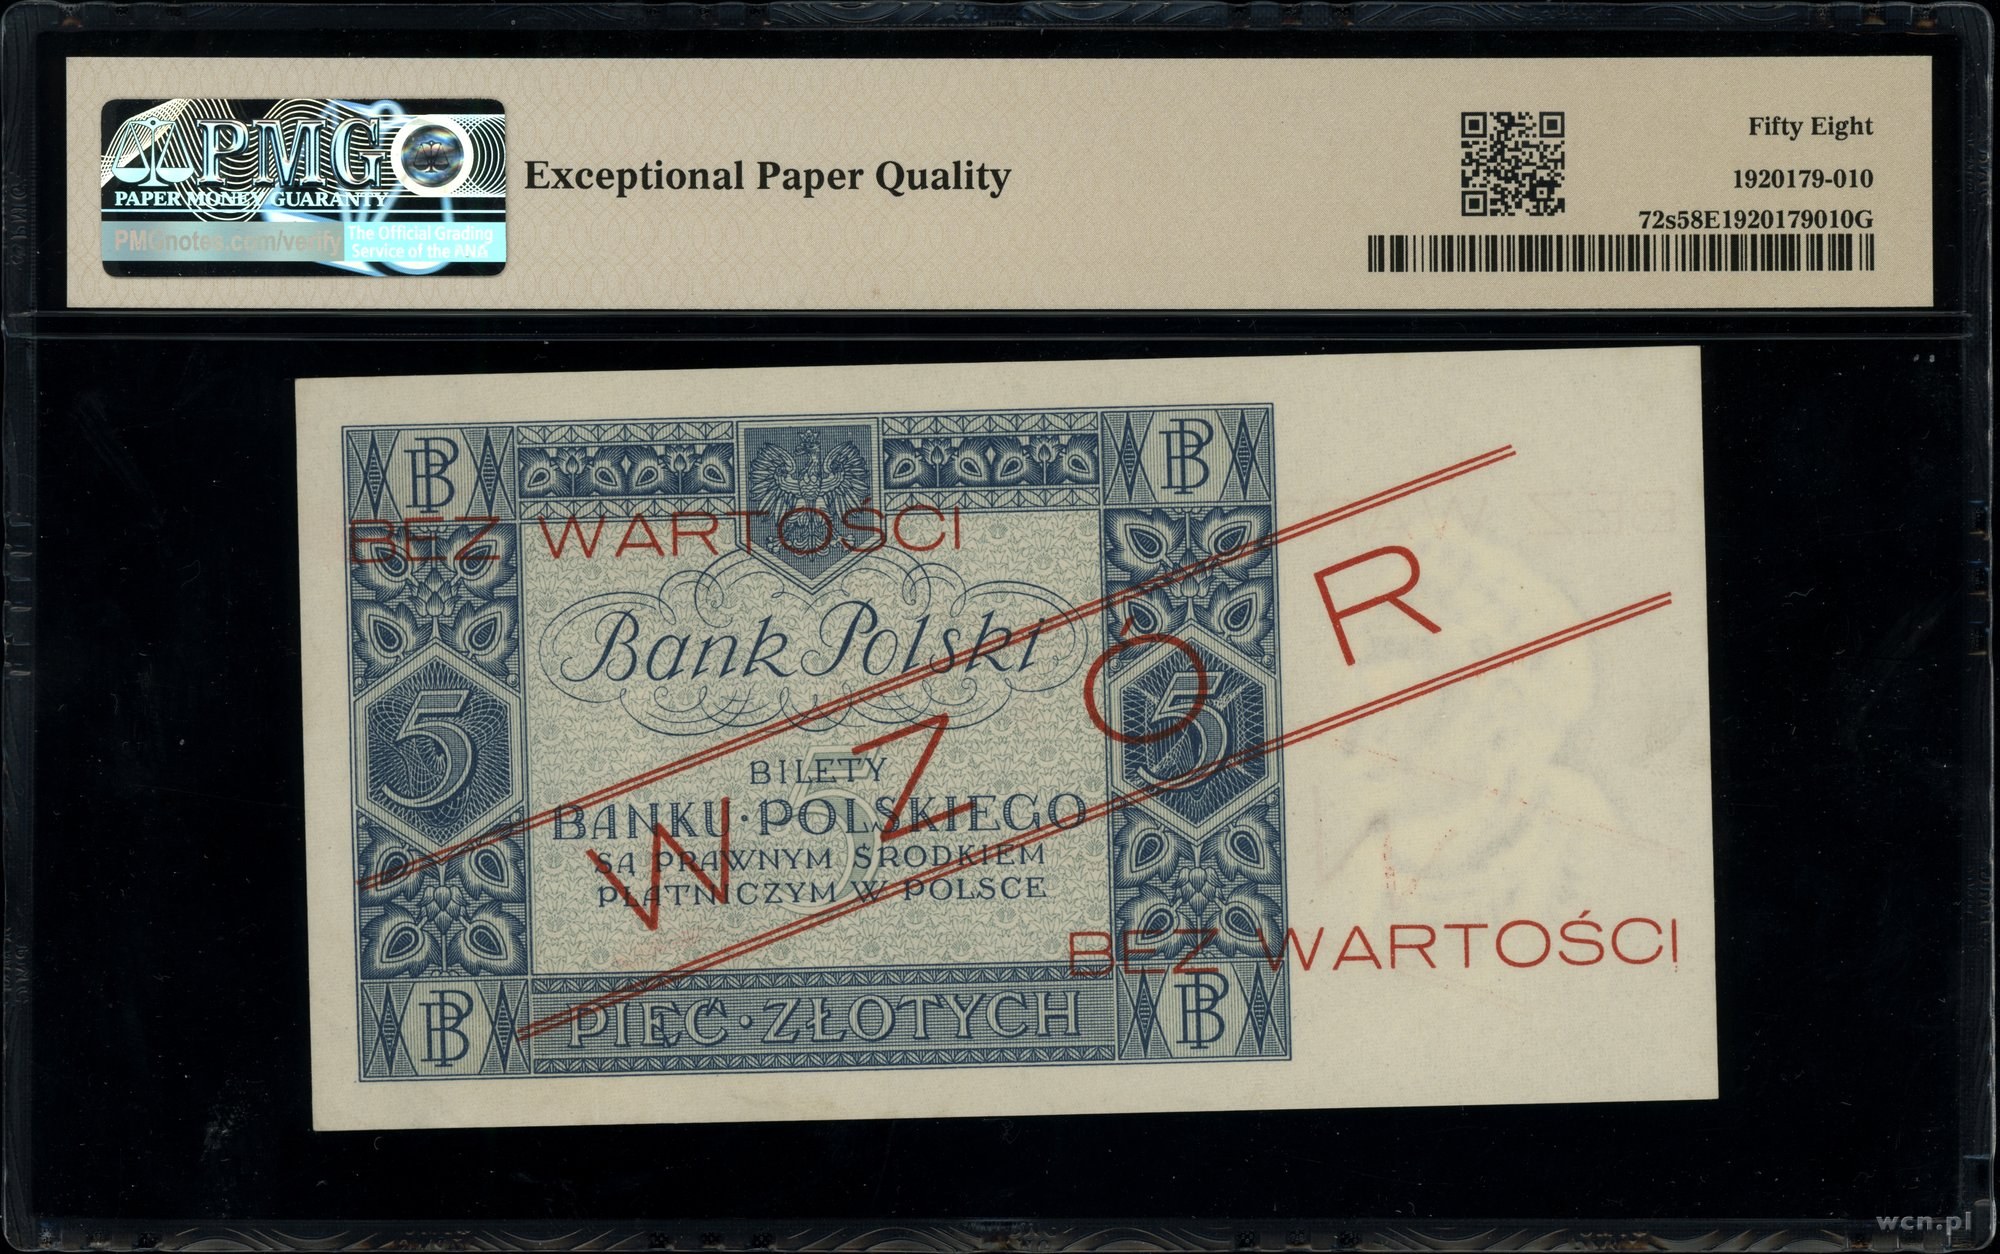 PMG
PAPER MONEY GUARANTY
PMGnotes.com/verify
The Official Grading
Service of the ANA
Exceptional Paper Quality
Fifty Eight
1920179-010
72s58E1920179010G
BP
BP
BEZ WARTOŚCI
Bank Polski
WZÓR
5
5
BILETY
BANKU·POLSKIEGO
SĄ PRAWNYM ŚRODKIEM
PŁATNICZYM W POLSCE
5
BEZ WARTOŚCI
BP
PIĘĆ·ZŁOTYCH
BP
wcn.pl